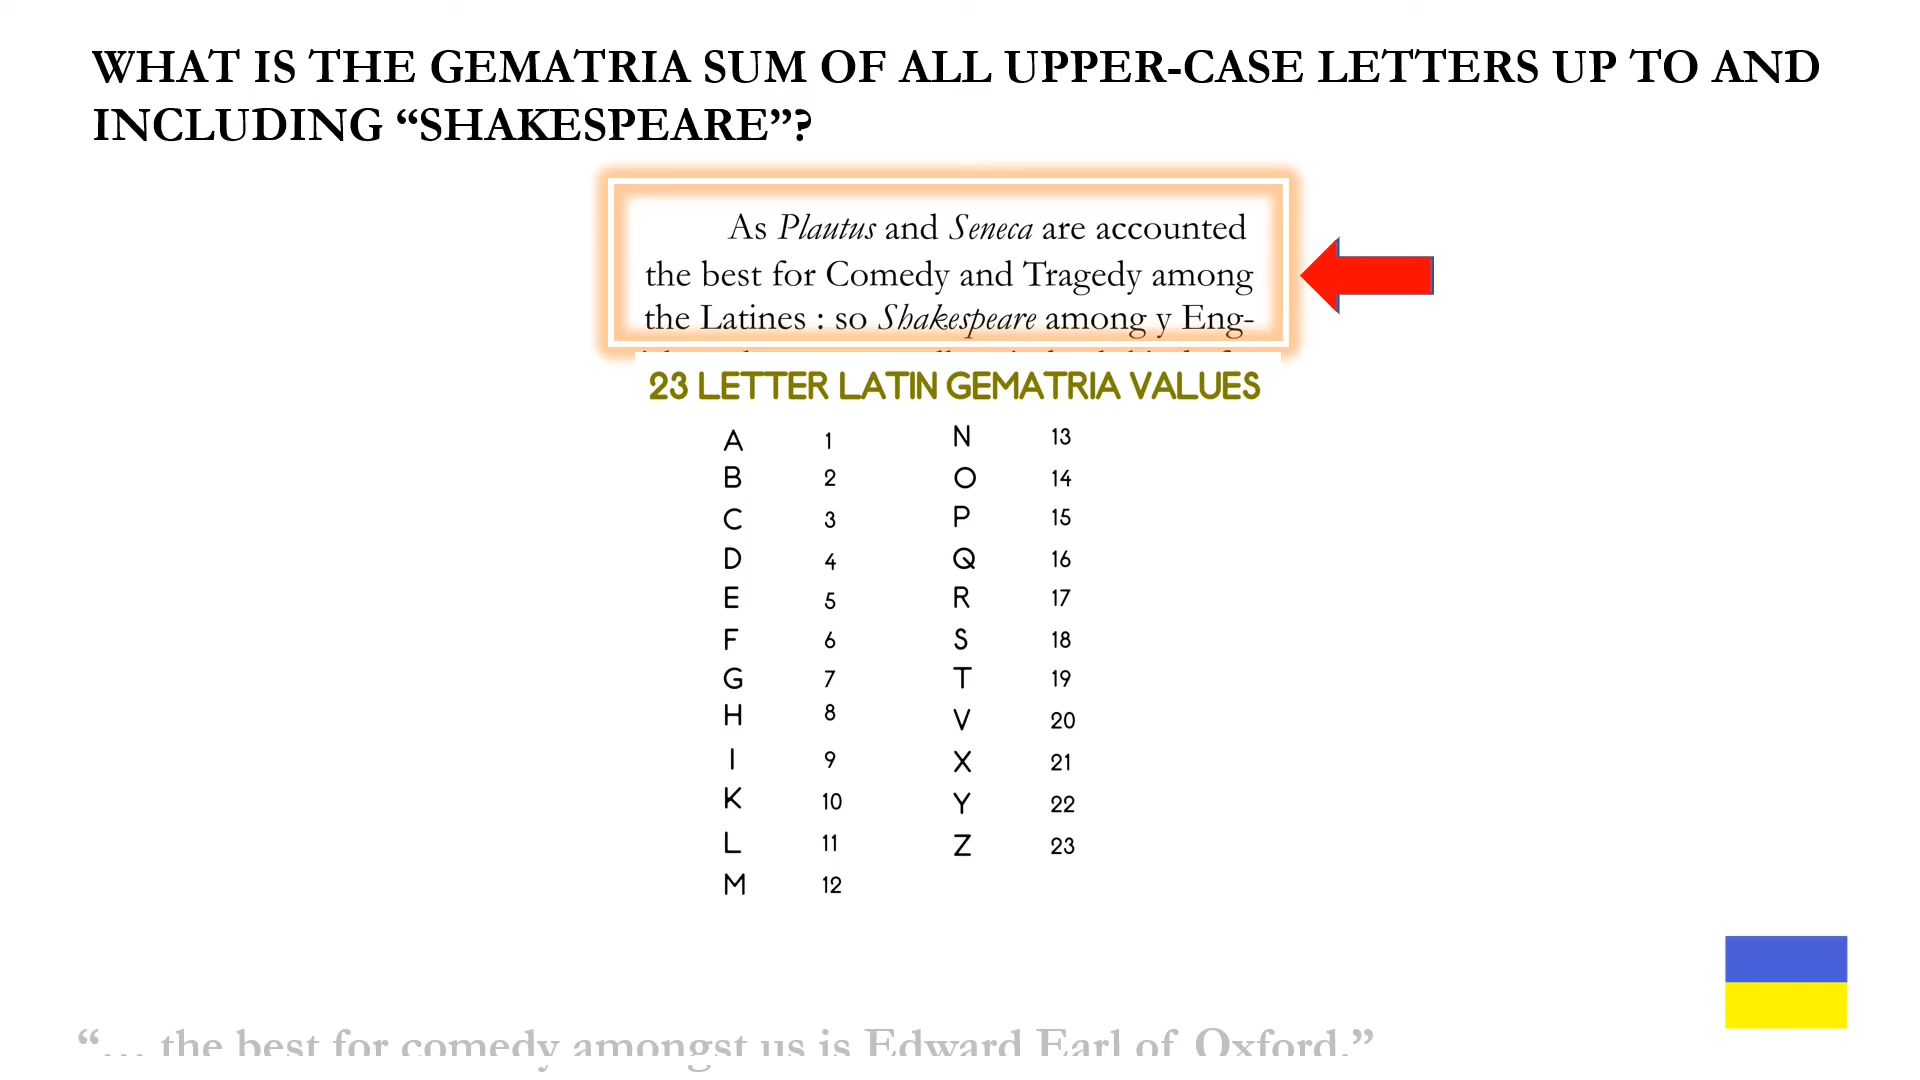 WHAT IS THE GEMATRIA SUM OF ALL UPPER-CASE LETTERS UP TO AND
INCLUDING “SHAKESPEARE”?
As Plautus and Seneca are accounted
the best for Comedy and Tragedy among
the Latines : so Shakespeare among y Eng-
23 LETTER LATIN GEMATRIA VALUES
A 1 N 13
B 2 O 14
C 3 P 15
D 4 Q 16
E 5 R 17
F 6 S 18
G 7 T 19
H 8 V 20
I 9 X 21
K 10 Y 22
L 11 Z 23
M 12
“… the best for comedy amongst us is Edward Earl of Oxford.”